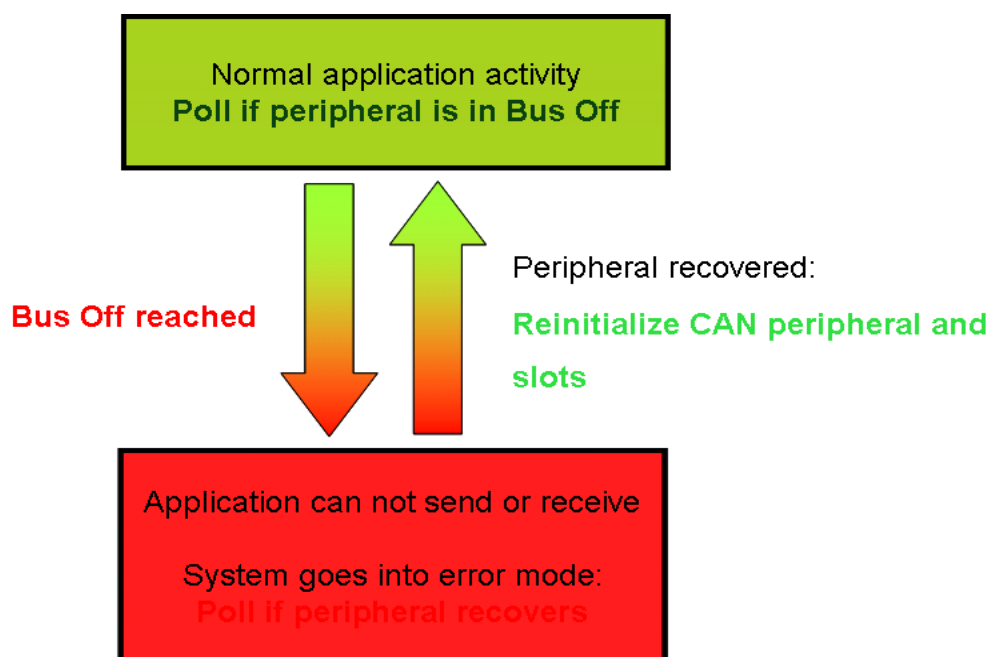 Normal application activity
Poll if peripheral is in Bus Off
Bus Off reached
Peripheral recovered:
Reinitialize CAN peripheral and
slots
Application can not send or receive
System goes into error mode:
Poll if peripheral recovers